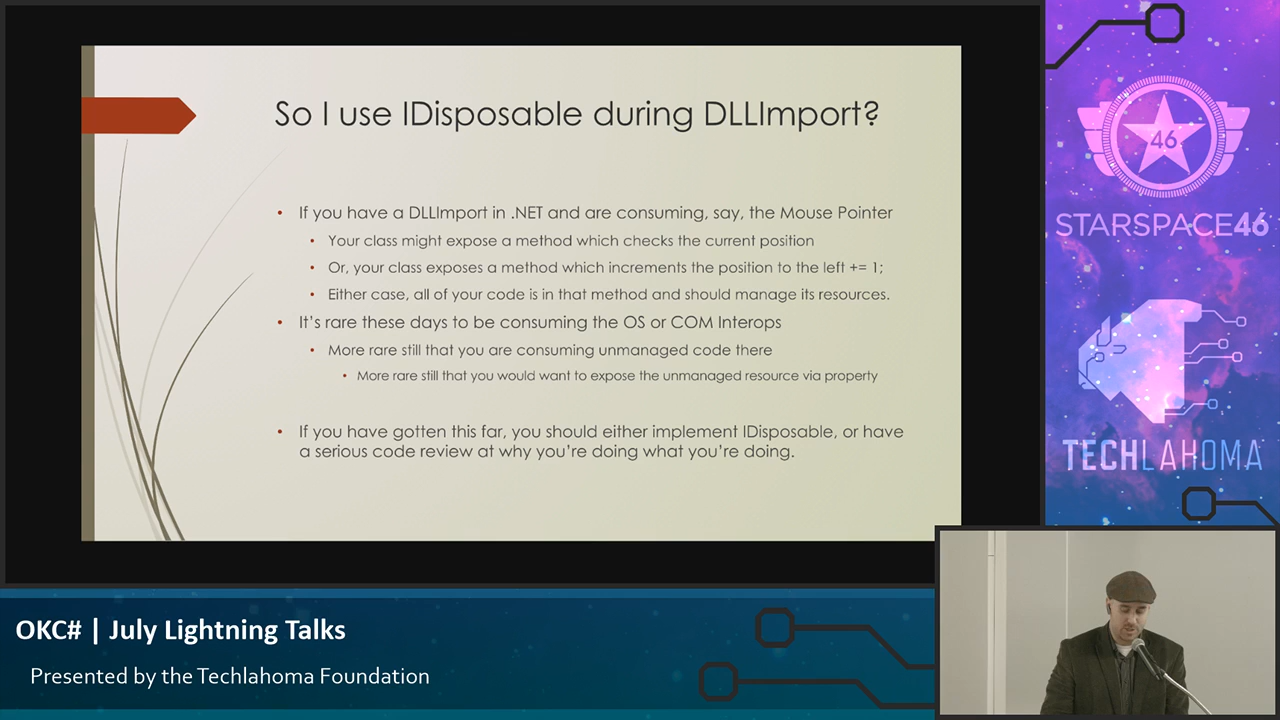 So I use IDisposable during DLLImport?
• If you have a DLLImport in .NET and are consuming, say, the Mouse Pointer
• Your class might expose a method which checks the current position
• Or, your class exposes a method which increments the position to the left += 1;
• Either case, all of your code is in that method and should manage its resources.
• It's rare these days to be consuming the OS or COM Interops
• More rare still that you are consuming unmanaged code there
• More rare still that you would want to expose the unmanaged resource via property
• If you have gotten this far, you should either implement IDisposable, or have
a serious code review at why you're doing what you're doing.
46
STARSPACE46
TECHLAHOMA
OKC# | July Lightning Talks
Presented by the Techlahoma Foundation